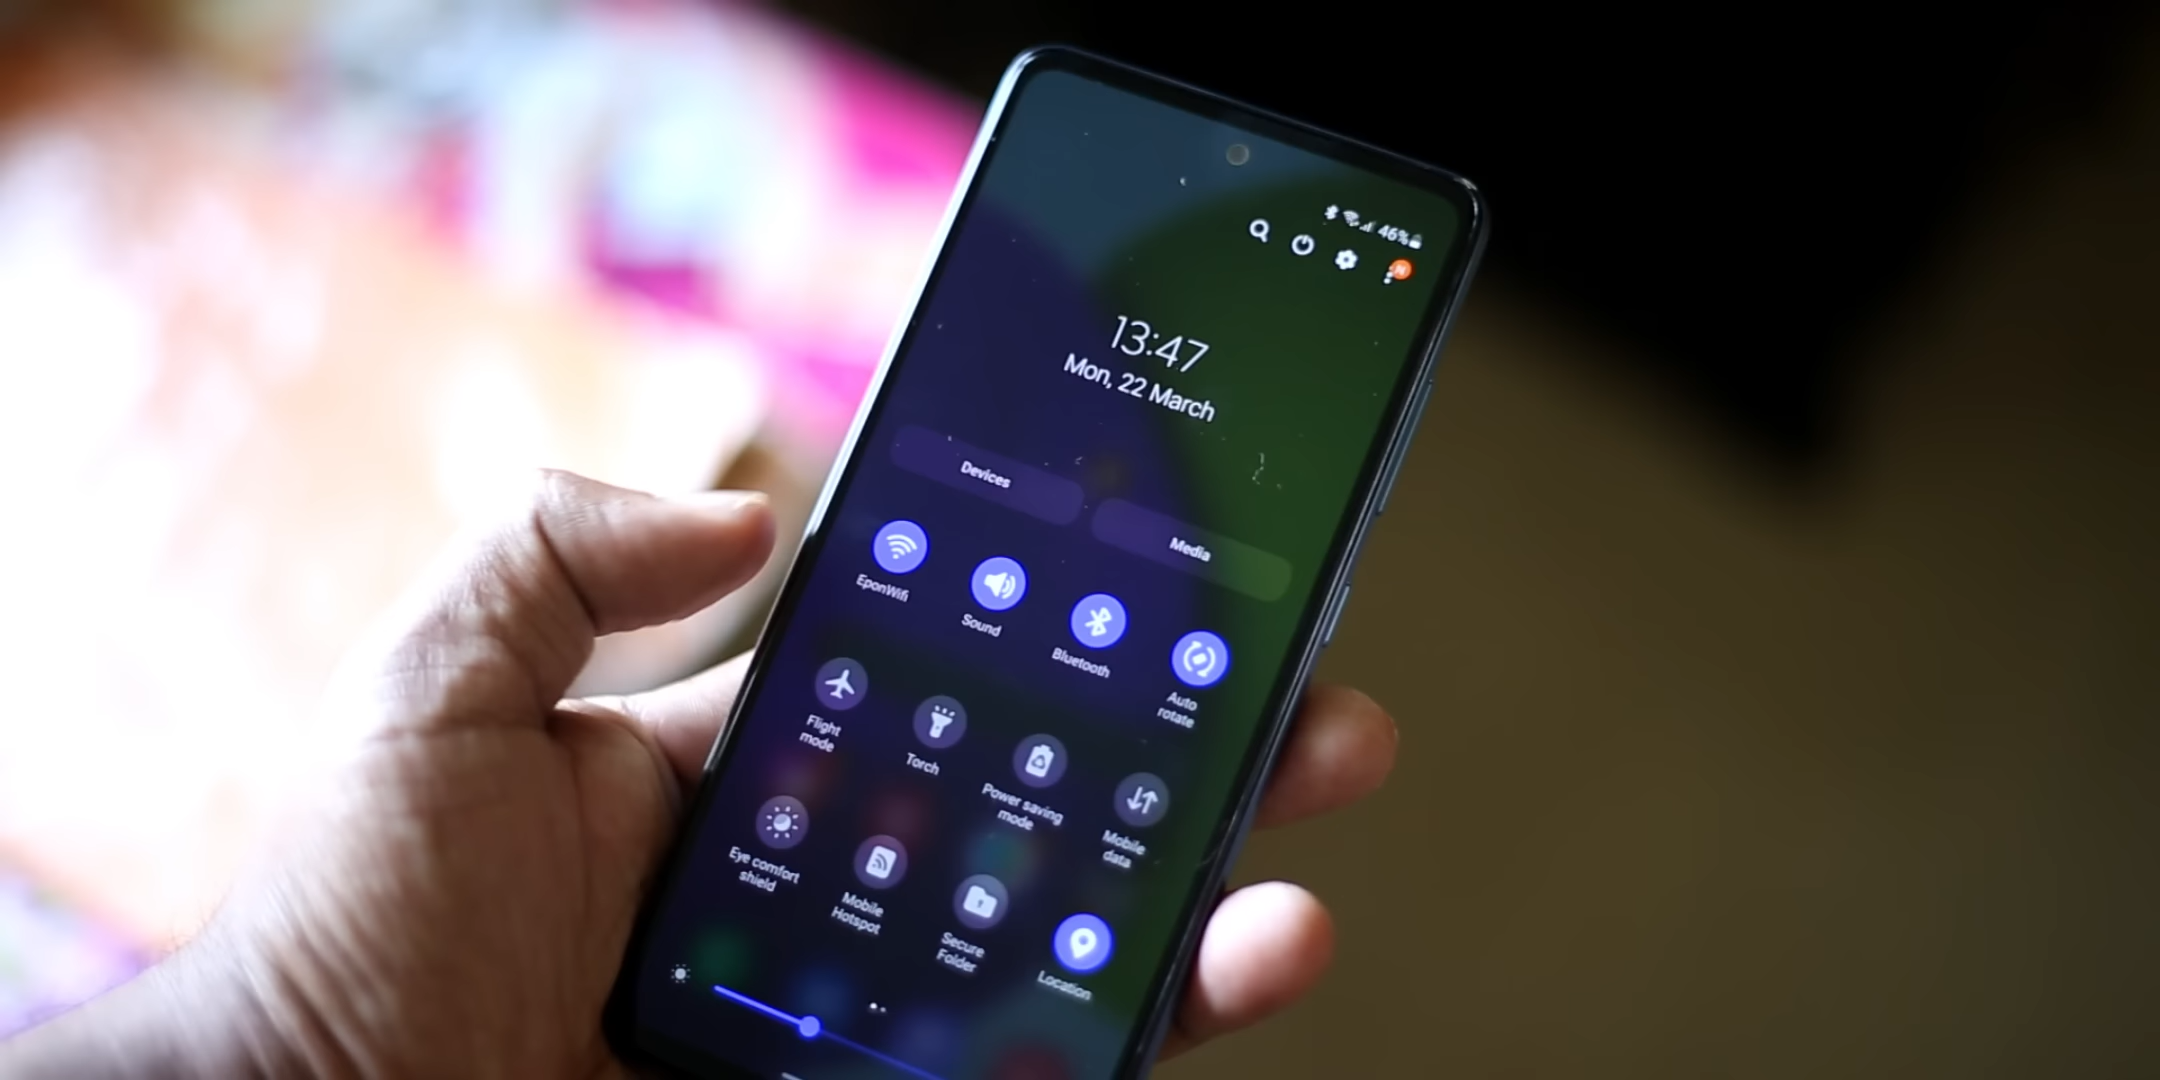 46%
N
13:47
Mon, 22 March
Devices
Media
EponWifi
Sound
Bluetooth
Auto
rotate
Flight
mode
Torch
Power saving
mode
Mobile
data
Eye comfort
shield
Mobile
Hotspot
Secure
Folder
Location